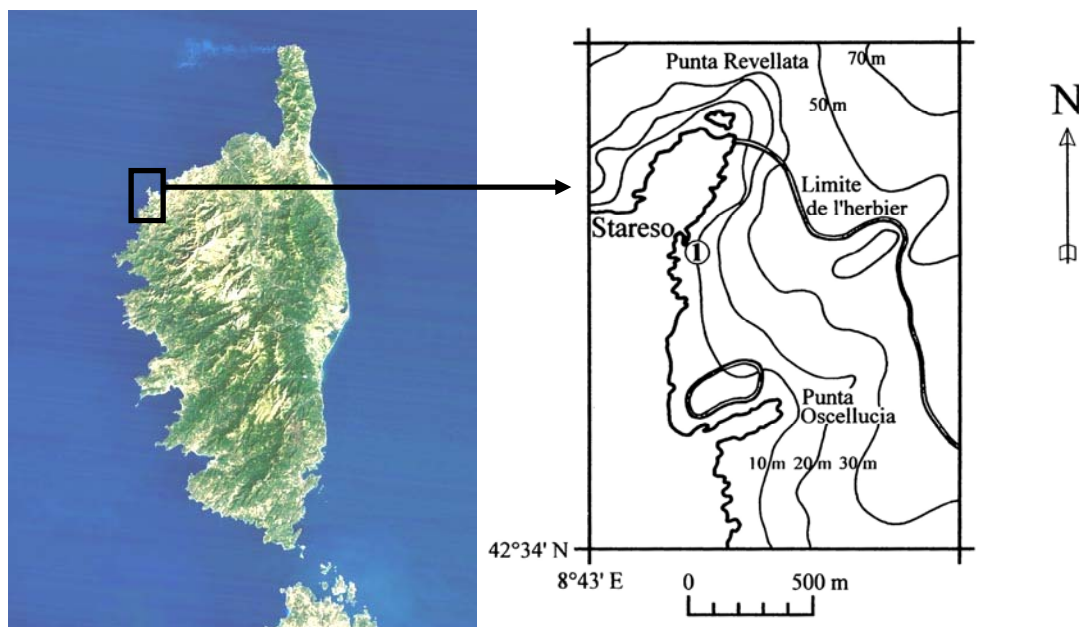 Punta Revellata
70 m
50 m
N
Limite
de l'herbier
Stareso
1
Punta
Oscellucia
10 m
20 m
30 m
42°34' N
8°43' E
0
500 m